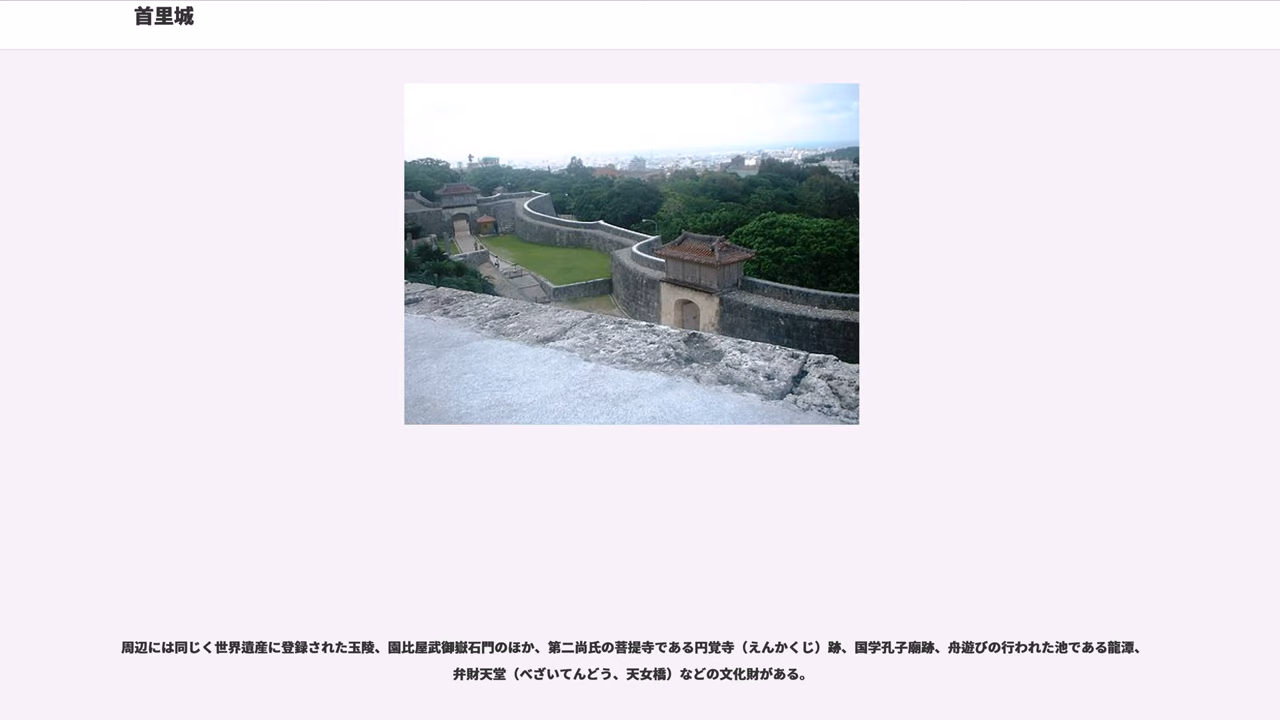 首里城
周辺には同じく世界遺産に登録された玉陵、園比屋武御嶽石門のほか、第二尚氏の菩提寺である円覚寺（えんかくじ）跡、国学孔子廟跡、舟遊びの行われた池である龍潭、
弁財天堂（べざいてんどう、天女橋）などの文化財がある。